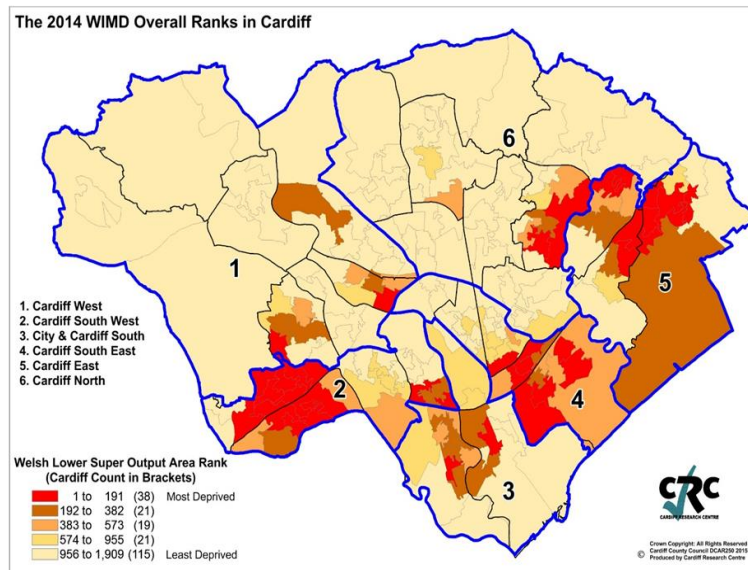 The 2014 WIMD Overall Ranks in Cardiff
6
1
5
1. Cardiff West
2. Cardiff South West
3. City & Cardiff South
4. Cardiff South East
5. Cardiff East
6. Cardiff North
2
4
3
Welsh Lower Super Output Area Rank
(Cardiff Count in Brackets)
1 to 191 (38) Most Deprived
192 to 382 (21)
383 to 573 (19)
574 to 955 (21)
956 to 1,909 (115) Least Deprived
CRC
CARDIFF RESEARCH CENTRE
Crown Copyright: All Rights Reserved
© Cardiff County Council DCAR250 2015
Produced by Cardiff Research Centre